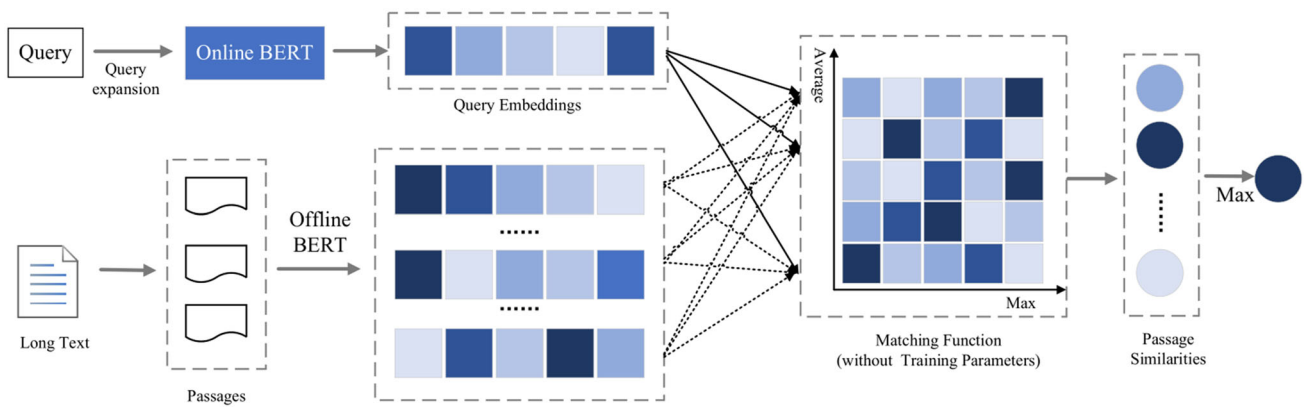 Query
Query
expansion
Online BERT
Query Embeddings
Long Text
Passages
Offline
BERT
......
......
Average
Max
Matching Function
(without Training Parameters)
Passage
Similarities
Max